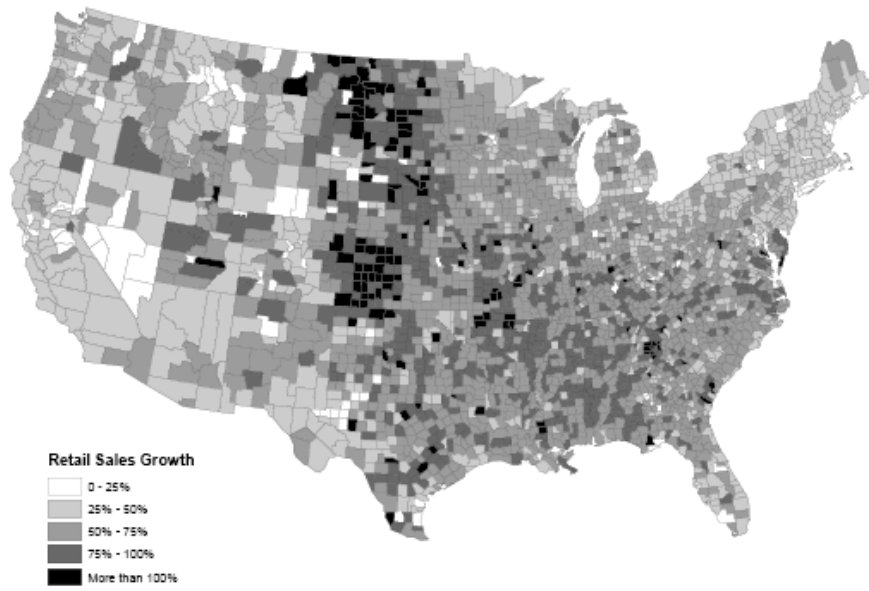 Retail Sales Growth
0 - 25%
25% - 50%
50% - 75%
75% - 100%
More than 100%